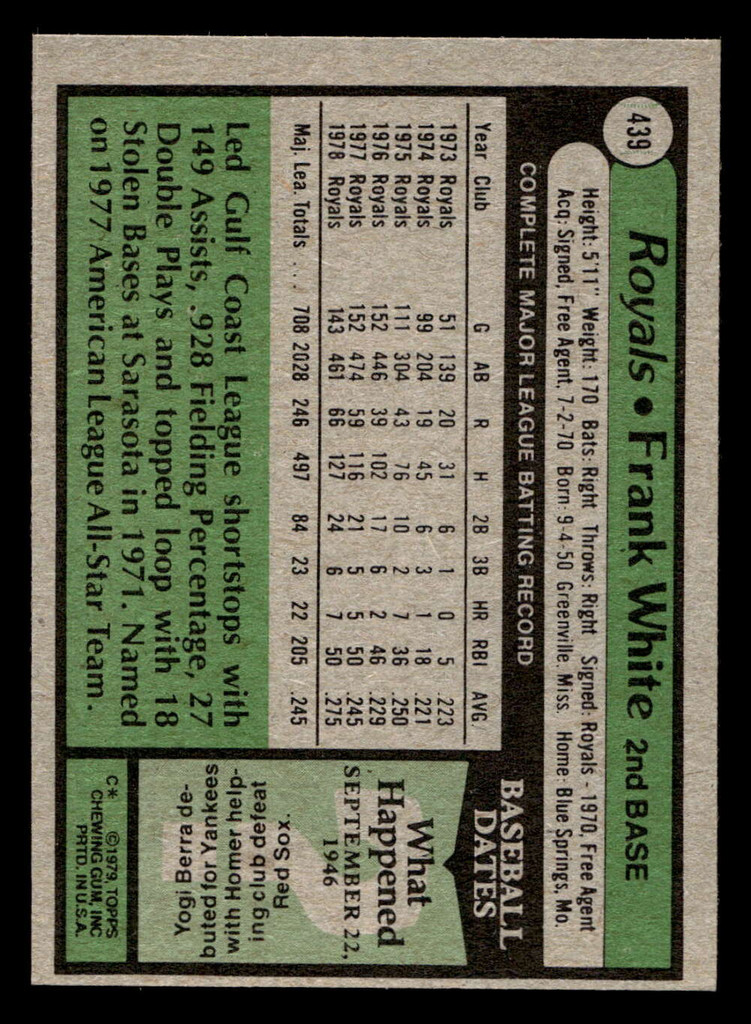 439
Royals • Frank White 2nd BASE
Height: 5'11" Weight: 170 Bats: Right Throws: Right Signed: Royals - 1970, Free Agent
Acq: Signed, Free Agent, 7-2-70 Born: 9-4-50 Greenville, Miss. Home: Blue Springs, Mo.
COMPLETE MAJOR LEAGUE BATTING RECORD
Year Club G AB R H 2B 3B HR RBI AVG.
1973 Royals 51 139 20 31 6 1 0 5 .223
1974 Royals 99 204 19 45 6 3 1 18 .221
1975 Royals 111 304 43 76 10 2 7 36 .250
1976 Royals 152 446 39 102 17 6 2 46 .229
1977 Royals 152 474 59 116 21 5 5 50 .245
1978 Royals 143 461 66 127 24 6 7 50 .275
Maj. Lea. Totals . . . 708 2028 246 497 84 23 22 205 .245
Led Gulf Coast League shortstops with
149 Assists, .928 Fielding Percentage, 27
Double Plays and topped loop with 18
Stolen Bases at Sarasota in 1971. Named
on 1977 American League All-Star Team.
BASEBALL
DATES
What
Happened
SEPTEMBER 22,
1946
Yogi Berra de-
buted for Yankees
with Homer help-
ing club defeat
Red Sox.
C* ©1979, TOPPS
CHEWING GUM, INC
PRTD. IN U.S.A.